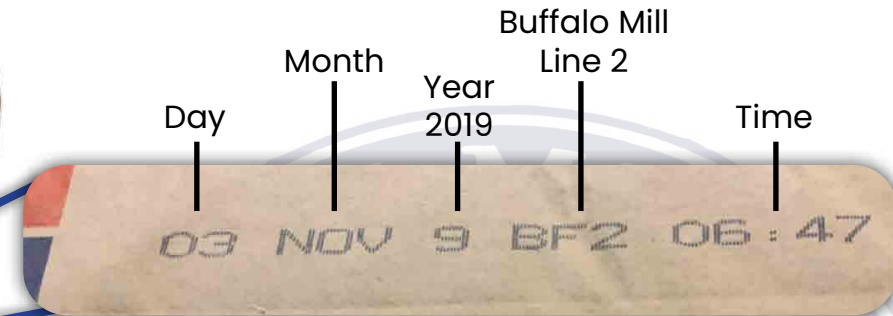 Buffalo Mill
Line 2
Month
Year
2019
Day
Time
03 NOV 9 BF2 06:47